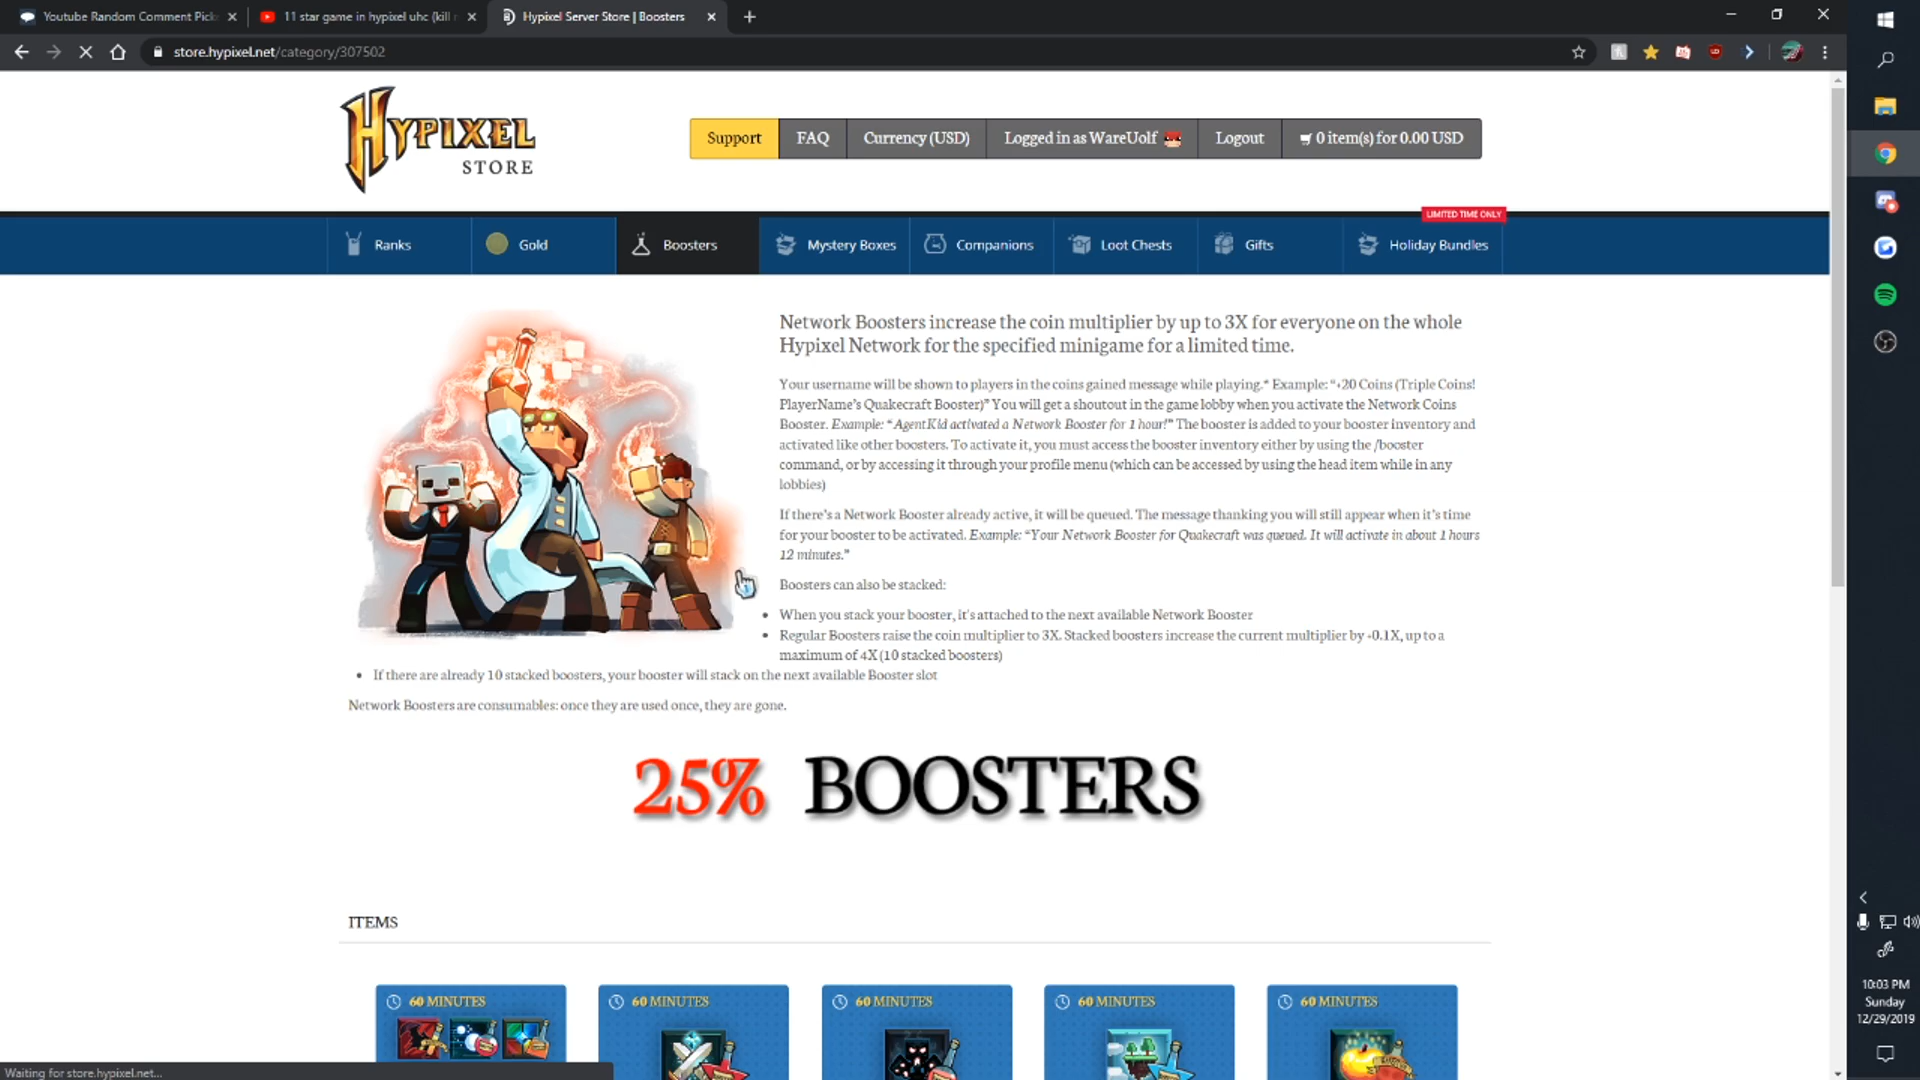 Youtube Random Comment Pick
11 star game in hypixel uhc (kill
Hypixel Server Store | Boosters
store.hypixel.net/category/307502
HYPIXEL
STORE
Support
FAQ
Currency (USD)
Logged in as WareUolf
Logout
0 item(s) for 0.00 USD
LIMITED TIME ONLY
Ranks
Gold
Boosters
Mystery Boxes
Companions
Loot Chests
Gifts
Holiday Bundles
Network Boosters increase the coin multiplier by up to 3X for everyone on the whole
Hypixel Network for the specified minigame for a limited time.
Your username will be shown to players in the coins gained message while playing.* Example: “+20 Coins (Triple Coins!
PlayerName’s Quakecraft Booster)” You will get a shoutout in the game lobby when you activate the Network Coins
Booster. Example: “AgentKid activated a Network Booster for 1 hour!” The booster is added to your booster inventory and
activated like other boosters. To activate it, you must access the booster inventory either by using the /booster
command, or by accessing it through your profile menu (which can be accessed by using the head item while in any
lobbies)
If there’s a Network Booster already active, it will be queued. The message thanking you will still appear when it’s time
for your booster to be activated. Example: “Your Network Booster for Quakecraft was queued. It will activate in about 1 hours
12 minutes.”
Boosters can also be stacked:
• When you stack your booster, it's attached to the next available Network Booster
• Regular Boosters raise the coin multiplier to 3X. Stacked boosters increase the current multiplier by +0.1X, up to a
maximum of 4X (10 stacked boosters)
• If there are already 10 stacked boosters, your booster will stack on the next available Booster slot
Network Boosters are consumables: once they are used once, they are gone.
25% BOOSTERS
ITEMS
60 MINUTES
60 MINUTES
60 MINUTES
60 MINUTES
60 MINUTES
Waiting for store.hypixel.net...
10:03 PM
Sunday
12/29/2019